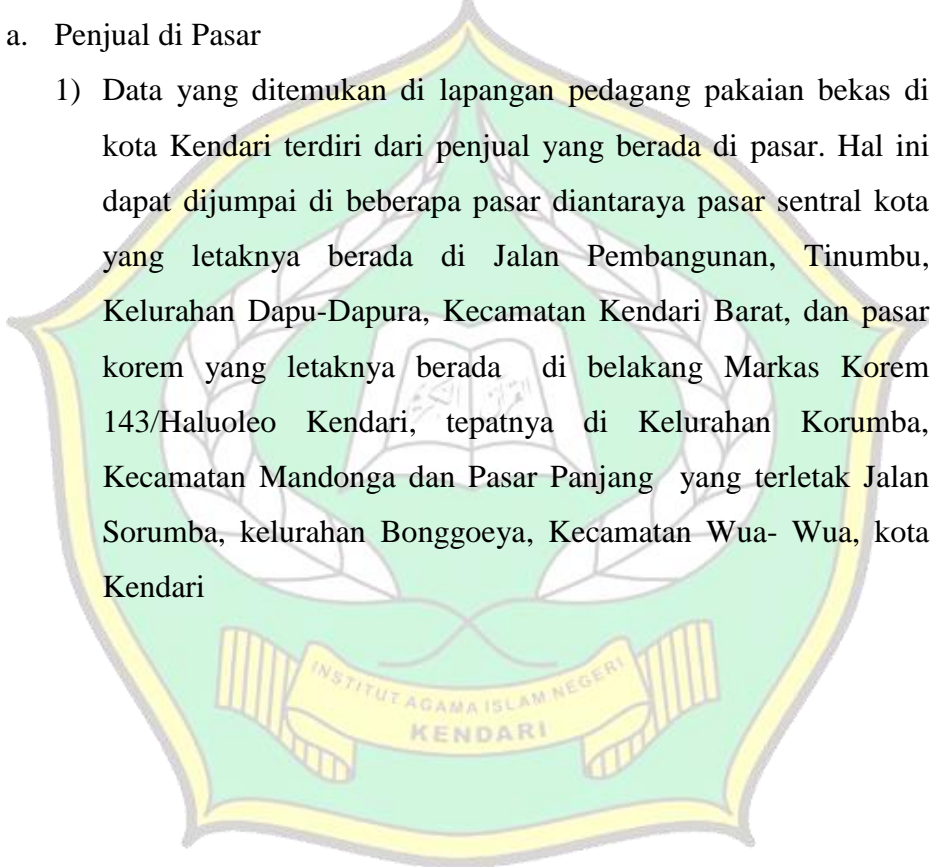 a. Penjual di Pasar
1) Data yang ditemukan di lapangan pedagang pakaian bekas di
kota Kendari terdiri dari penjual yang berada di pasar. Hal ini
dapat dijumpai di beberapa pasar diantaraya pasar sentral kota
yang letaknya berada di Jalan Pembangunan, Tinumbu,
Kelurahan Dapu-Dapura, Kecamatan Kendari Barat, dan pasar
korem yang letaknya berada di belakang Markas Korem
143/Haluoleo Kendari, tepatnya di Kelurahan Korumba,
Kecamatan Mandonga dan Pasar Panjang yang terletak Jalan
Sorumba, kelurahan Bonggoeya, Kecamatan Wua- Wua, kota
Kendari
INSTITUT AGAMA ISLAM NEGERI
KENDARI